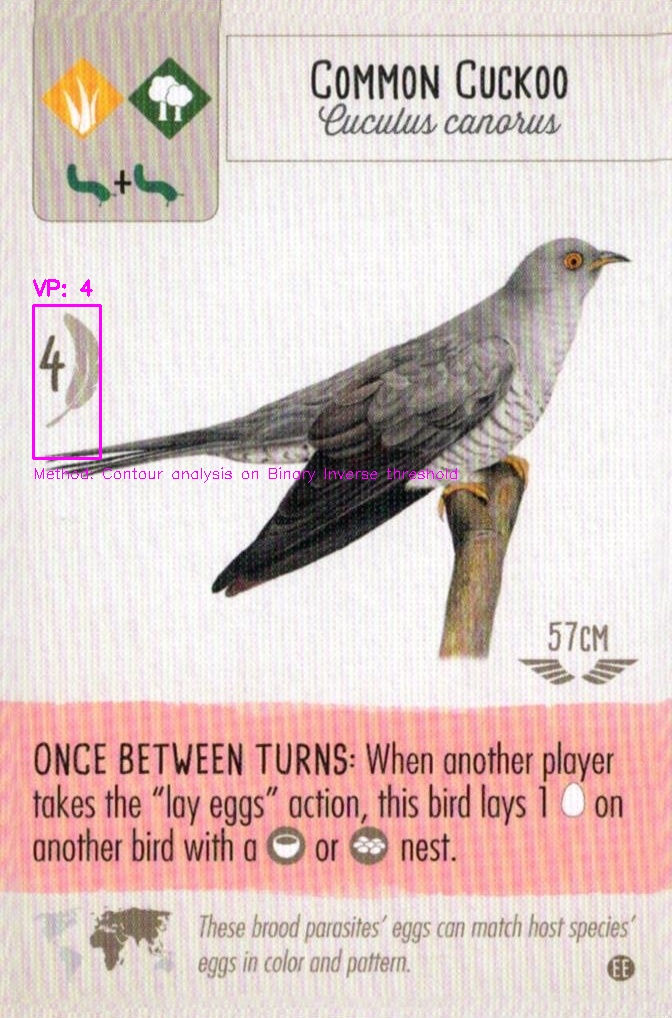 COMMON CUCKOO
Cuculus canorus
+
VP: 4
4
Method: Contour analysis on Binary Inverse threshold
57CM
ONCE BETWEEN TURNS: When another player
takes the “lay eggs” action, this bird lays 1 on
another bird with a or nest.
These brood parasites’ eggs can match host species’
eggs in color and pattern.
EE